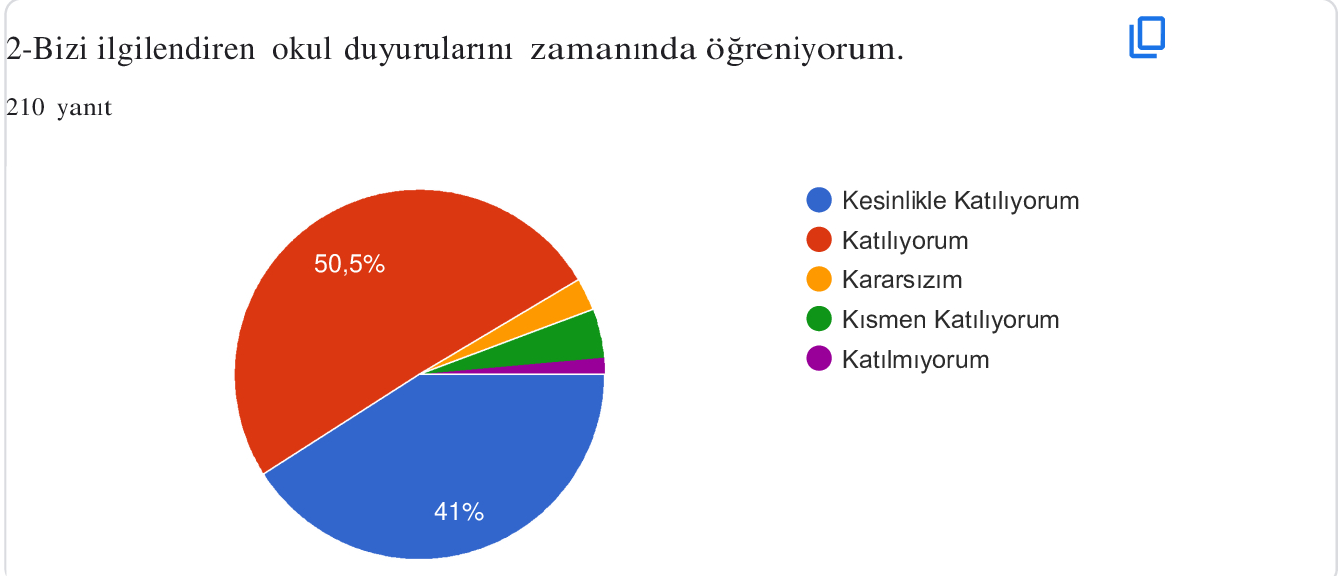 2-Bizi ilgilendiren okul duyurularını zamanında öğreniyorum.
210 yanıt
50,5%
41%
Kesinlikle Katılıyorum
Katılıyorum
Kararsızım
Kısmen Katılıyorum
Katılmıyorum